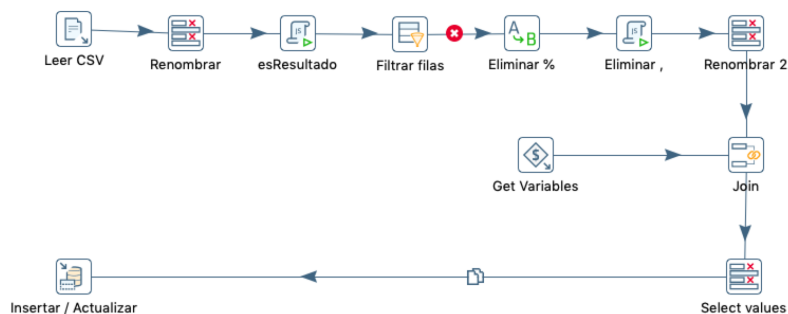 Leer CSV
Renombrar
esResultado
Filtrar filas
Eliminar %
Eliminar ,
Renombrar 2
Get Variables
Join
Insertar / Actualizar
Select values